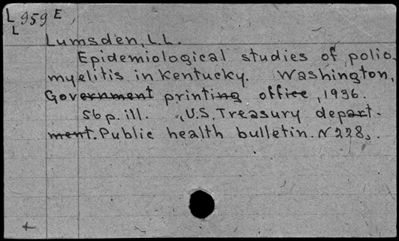 L 959 E
L
Lumsden, L.L.
Epidemiological studies of polio-
myelitis in Kentucky. Washington,
Government printing office, 1936.
56p. ill. U.S. Treasury depart-
ment. Public health bulletin. N 228.